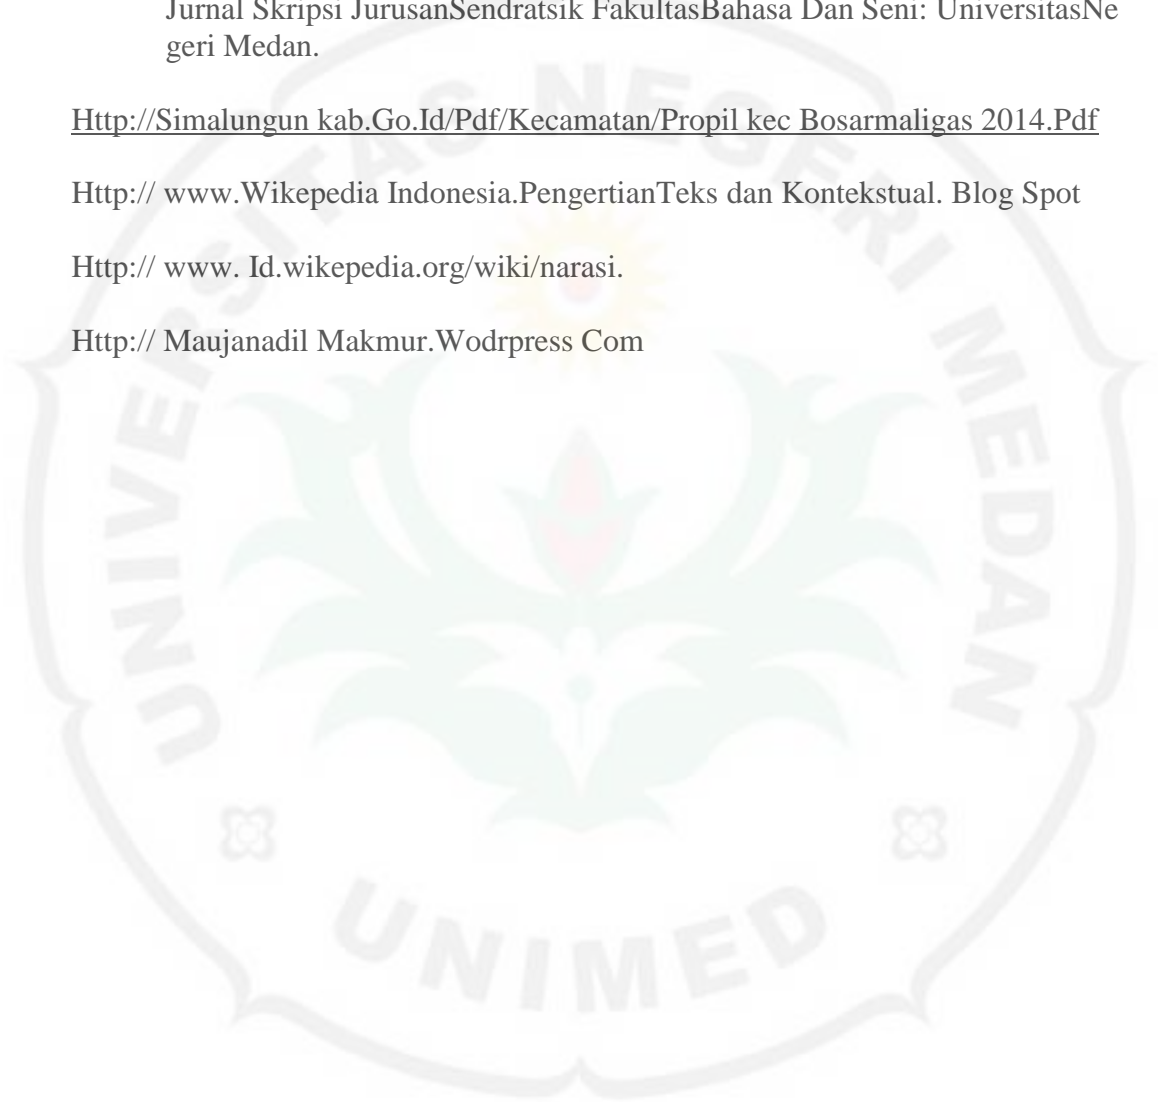 Jurnal Skripsi JurusanSendratsik FakultasBahasa Dan Seni: UniversitasNe
geri Medan.
Http://Simalungun kab.Go.Id/Pdf/Kecamatan/Propil kec Bosarmaligas 2014.Pdf
Http:// www.Wikepedia Indonesia.PengertianTeks dan Kontekstual. Blog Spot
Http:// www. Id.wikepedia.org/wiki/narasi.
Http:// Maujanadil Makmur.Wodrpress Com
UNIVERSITAS NEGERI MEDAN
UNIMED